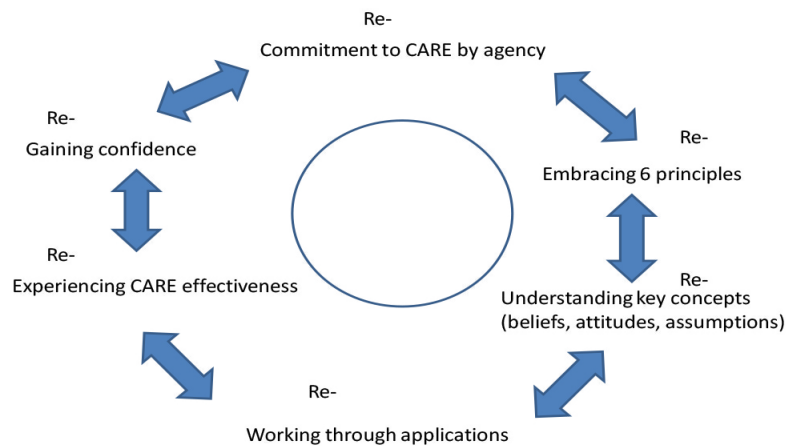 Re-
Commitment to CARE by agency
Re-
Embracing 6 principles
Re-
Understanding key concepts
(beliefs, attitudes, assumptions)
Re-
Working through applications
Re-
Experiencing CARE effectiveness
Re-
Gaining confidence